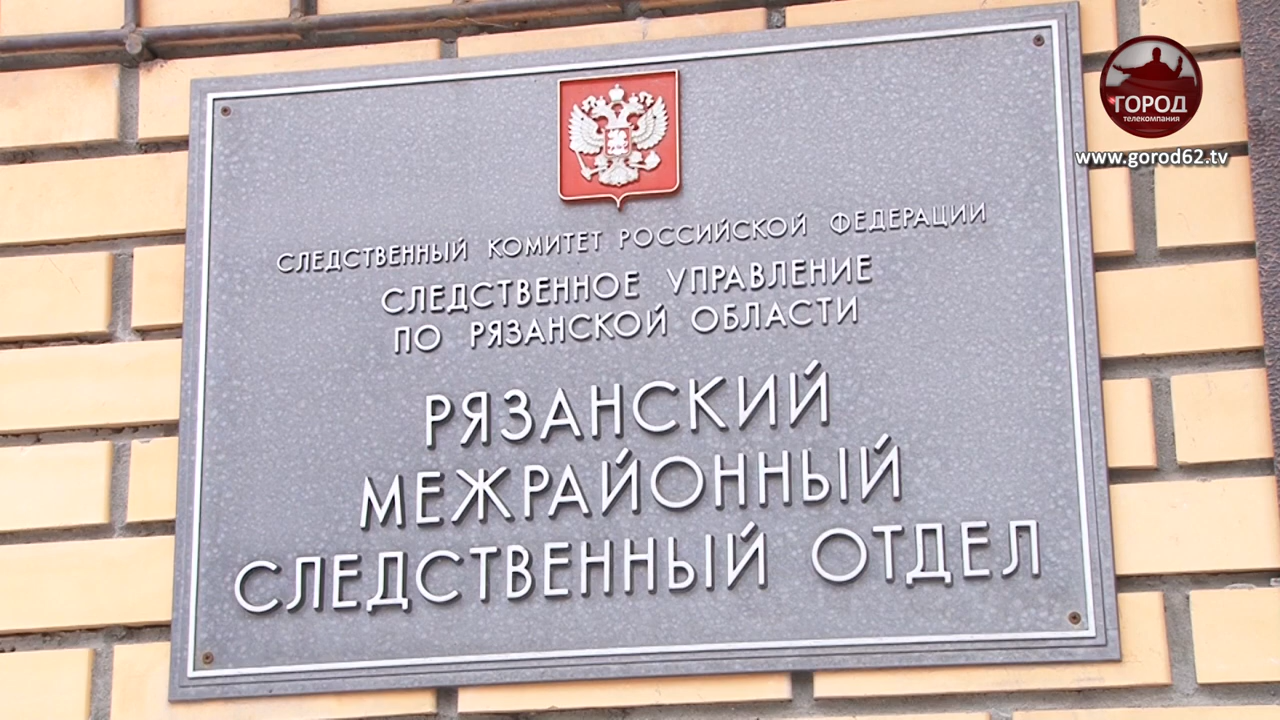 ГОРОД
телекомпания
www.gorod62.tv
СЛЕДСТВЕННЫЙ КОМИТЕТ РОССИЙСКОЙ ФЕДЕРАЦИИ
СЛЕДСТВЕННОЕ УПРАВЛЕНИЕ
ПО РЯЗАНСКОЙ ОБЛАСТИ
РЯЗАНСКИЙ
МЕЖРАЙОННЫЙ
СЛЕДСТВЕННЫЙ ОТДЕЛ